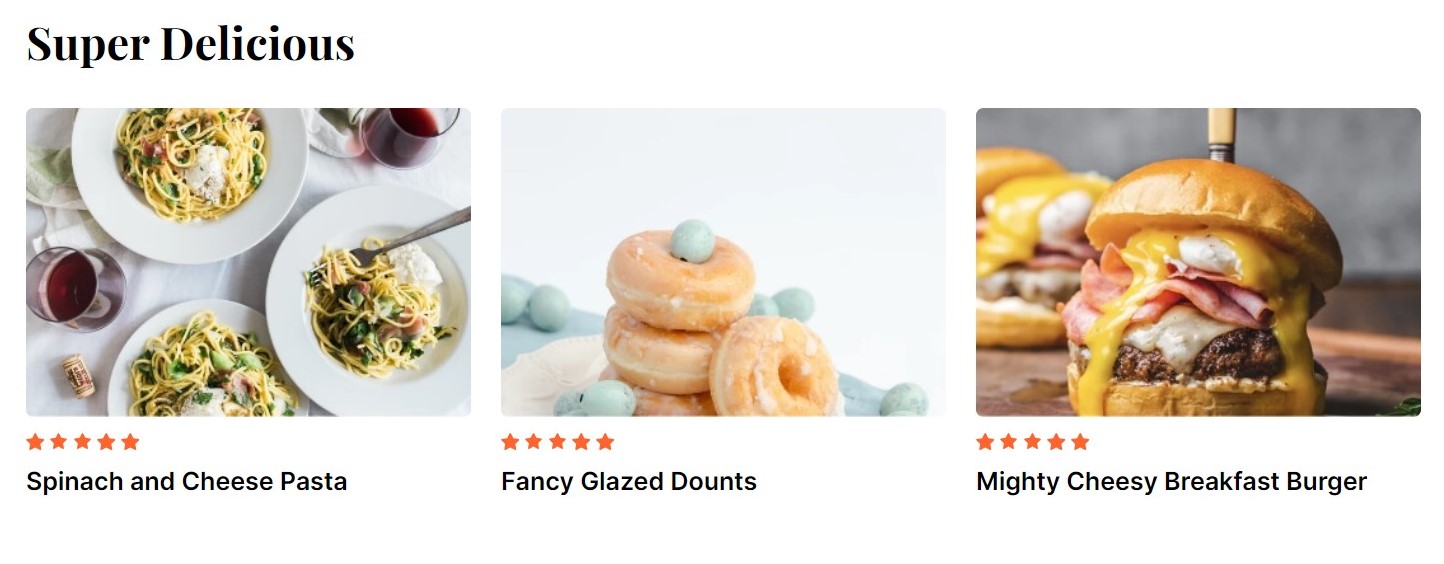 Super Delicious
Spinach and Cheese Pasta
Fancy Glazed Dounts
Mighty Cheesy Breakfast Burger